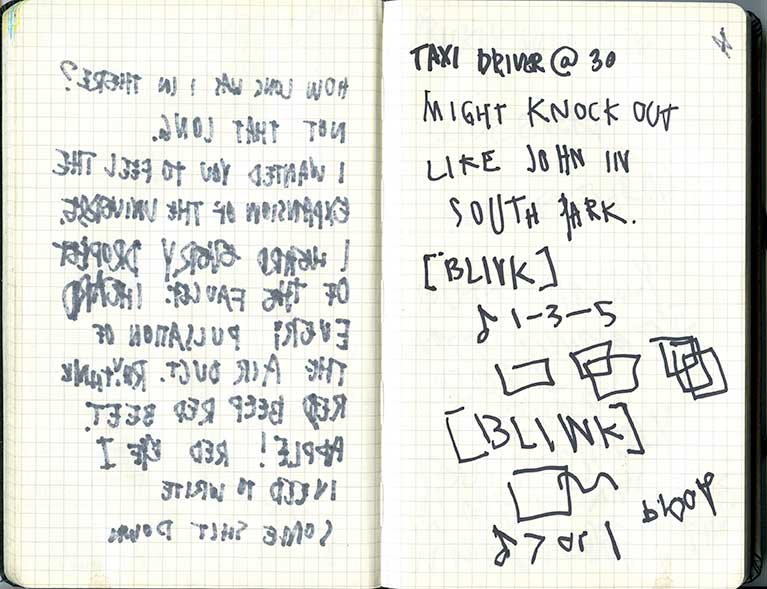 HOW LONG WAS I IN THERE?
NOT THAT LONG.
I WANTED YOU TO FEEL THE
EXPANSION OF THE UNIVERSE.
I HEARD EVERY DROPLET
OF THE FAUCET. I HEARD
EVERY PULSATION OF
THE AIR DUCT.
RED BEEP RED BEET.
APPLE! RED I
I NEED TO WRITE
SOME SHIT DOWN.
TAXI DRIVER @ 30
MIGHT KNOCK OUT
LIKE JOHN IN
SOUTH PARK.
[BLINK]
♪ 1-3-5
[BLINK]
bloop
♪ 7 or 1